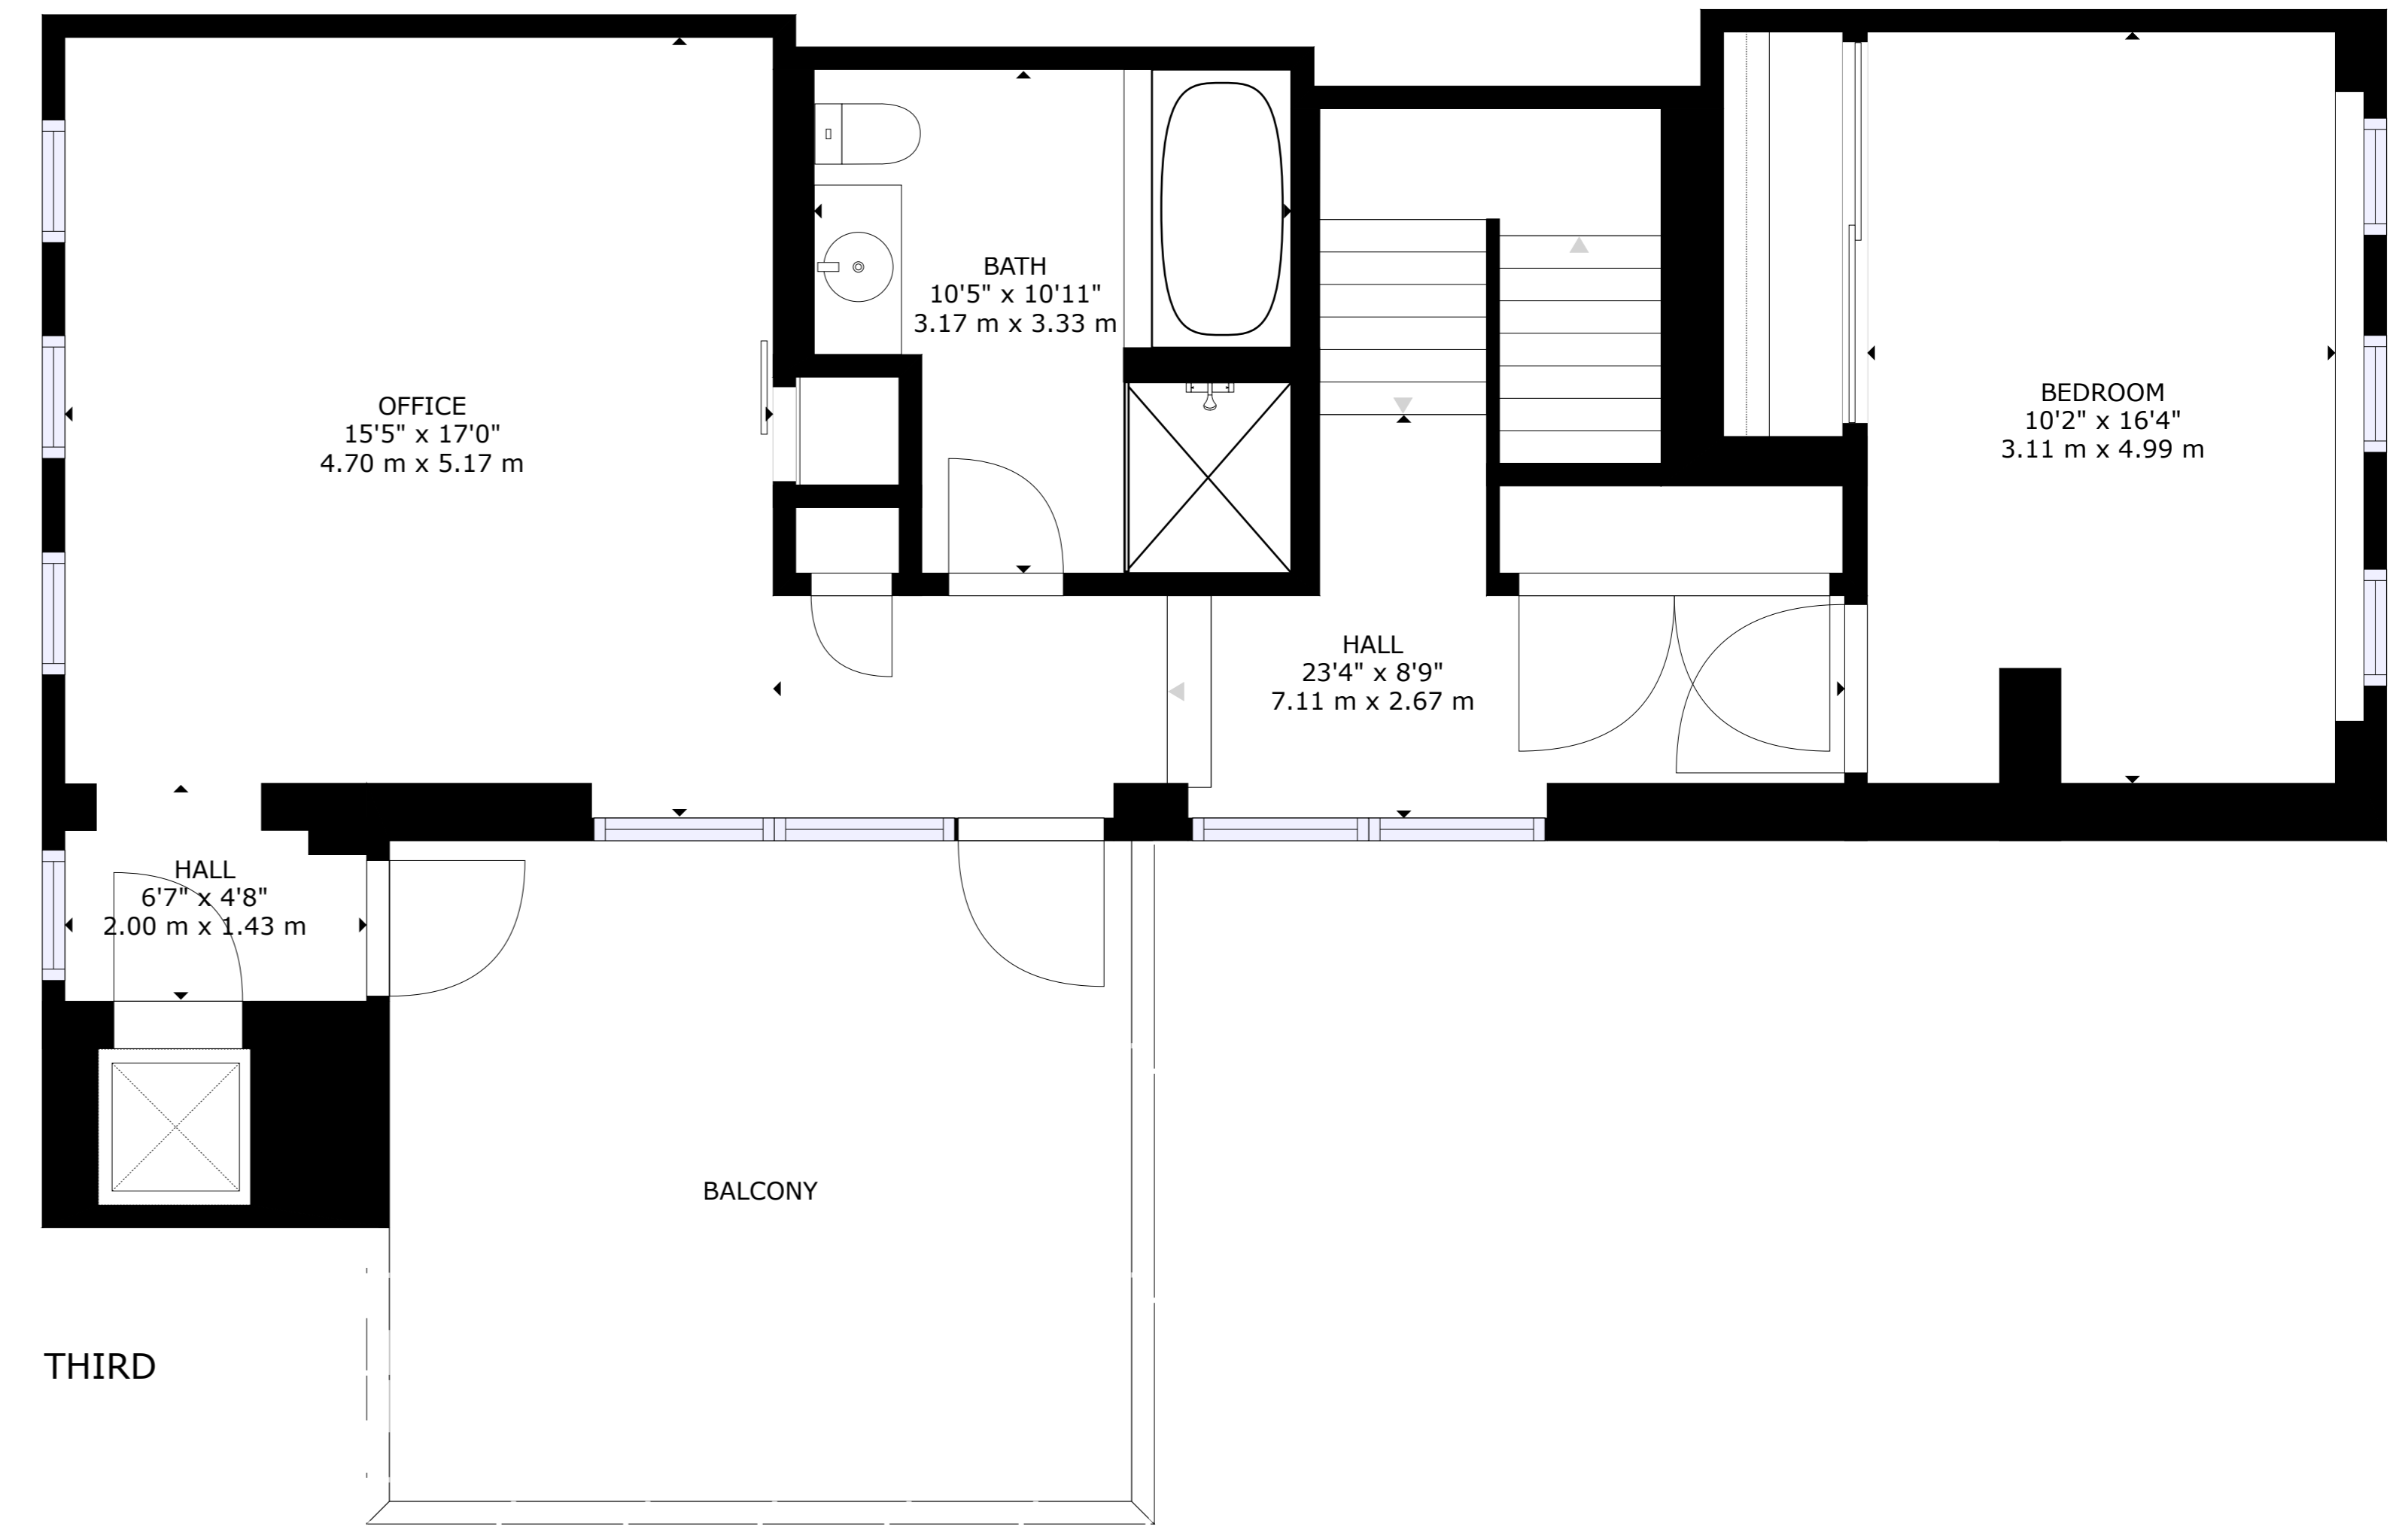 BATH
10'5" x 10'11"
3.17 m x 3.33 m
OFFICE
15'5" x 17'0"
4.70 m x 5.17 m
BEDROOM
10'2" x 16'4"
3.11 m x 4.99 m
HALL
23'4" x 8'9"
7.11 m x 2.67 m
HALL
6'7" x 4'8"
2.00 m x 1.43 m
BALCONY
THIRD